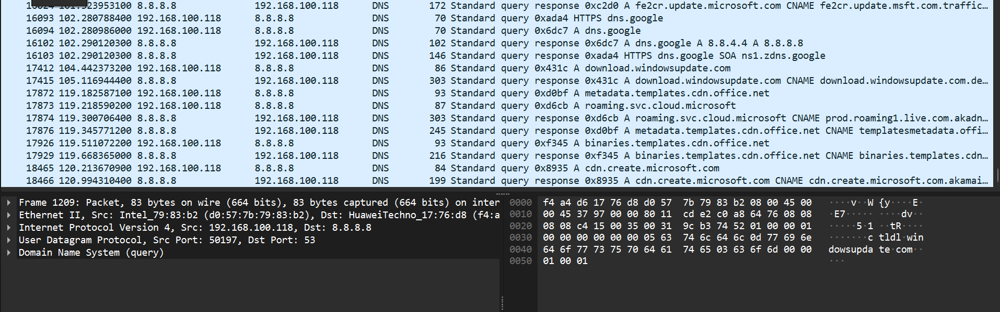 16024 101.523953100 8.8.8.8 192.168.100.118 DNS 172 Standard query response 0xc2d0 A fe2cr.update.microsoft.com CNAME fe2cr.update.msft.com.traffic…
16093 102.280788400 192.168.100.118 8.8.8.8 DNS 70 Standard query 0xada4 HTTPS dns.google
16094 102.280986000 192.168.100.118 8.8.8.8 DNS 70 Standard query 0x6dc7 A dns.google
16102 102.290120300 8.8.8.8 192.168.100.118 DNS 102 Standard query response 0x6dc7 A dns.google A 8.8.4.4 A 8.8.8.8
16103 102.290120300 8.8.8.8 192.168.100.118 DNS 146 Standard query response 0xada4 HTTPS dns.google SOA ns1.zdns.google
17412 104.442373200 192.168.100.118 8.8.8.8 DNS 86 Standard query 0x431c A download.windowsupdate.com
17415 105.116944400 8.8.8.8 192.168.100.118 DNS 303 Standard query response 0x431c A download.windowsupdate.com CNAME download.windowsupdate.com.de…
17872 119.182587100 192.168.100.118 8.8.8.8 DNS 93 Standard query 0xd0bf A metadata.templates.cdn.office.net
17873 119.218590200 192.168.100.118 8.8.8.8 DNS 87 Standard query 0xd6cb A roaming.svc.cloud.microsoft
17874 119.300706400 8.8.8.8 192.168.100.118 DNS 303 Standard query response 0xd6cb A roaming.svc.cloud.microsoft CNAME prod.roaming1.live.com.akadn…
17876 119.345771200 8.8.8.8 192.168.100.118 DNS 245 Standard query response 0xd0bf A metadata.templates.cdn.office.net CNAME templatesmetadata.offi…
17926 119.511072200 192.168.100.118 8.8.8.8 DNS 93 Standard query 0xf345 A binaries.templates.cdn.office.net
17929 119.668365000 8.8.8.8 192.168.100.118 DNS 216 Standard query response 0xf345 A binaries.templates.cdn.office.net CNAME binaries.templates.cdn…
18465 120.213670900 192.168.100.118 8.8.8.8 DNS 84 Standard query 0x8935 A cdn.create.microsoft.com
18466 120.994310400 8.8.8.8 192.168.100.118 DNS 199 Standard query response 0x8935 A cdn.create.microsoft.com CNAME cdn.create.microsoft.com.akamai…
Frame 1209: Packet, 83 bytes on wire (664 bits), 83 bytes captured (664 bits) on inter
Ethernet II, Src: Intel_79:83:b2 (d0:57:7b:79:83:b2), Dst: HuaweiTechno_17:76:d8 (f4:a
Internet Protocol Version 4, Src: 192.168.100.118, Dst: 8.8.8.8
User Datagram Protocol, Src Port: 50197, Dst Port: 53
Domain Name System (query)
0000 f4 a4 d6 17 76 d8 d0 57 7b 79 83 b2 08 00 45 00 ····v··W {y····E·
0010 00 45 37 97 00 00 80 11 cd e2 c0 a8 64 76 08 08 ·E7····· ····dv··
0020 08 08 c4 15 00 35 00 31 9c b3 74 52 01 00 00 01 ·····5·1 ··tR····
0030 00 00 00 00 00 00 05 63 74 6c 64 6c 0d 77 69 6e ·······c tldl·win
0040 64 6f 77 73 75 70 64 61 74 65 03 63 6f 6d 00 00 dowsupda te·com··
0050 01 00 01 ···